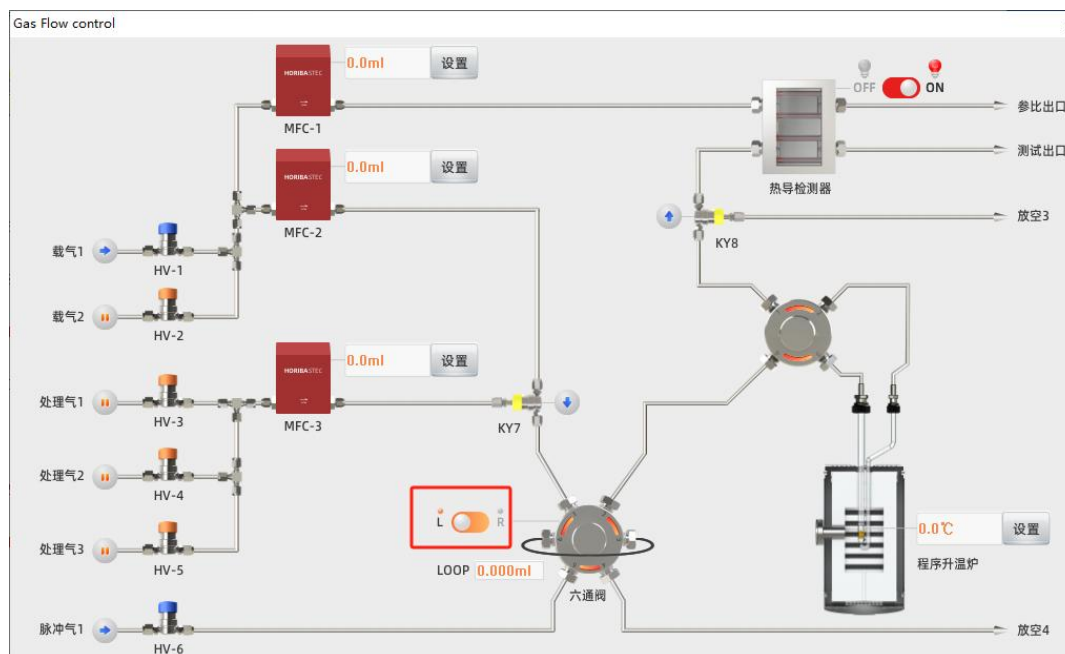 Gas Flow control
HORIBASTEC
0.0ml
设置
MFC-1
OFF
ON
参比出口
测试出口
热导检测器
HORIBASTEC
0.0ml
设置
MFC-2
KY8
放空3
载气1
HV-1
载气2
HV-2
HORIBASTEC
0.0ml
设置
MFC-3
处理气1
HV-3
KY7
处理气2
HV-4
L
R
处理气3
HV-5
LOOP
0.000ml
六通阀
0.0℃
设置
程序升温炉
脉冲气1
HV-6
放空4